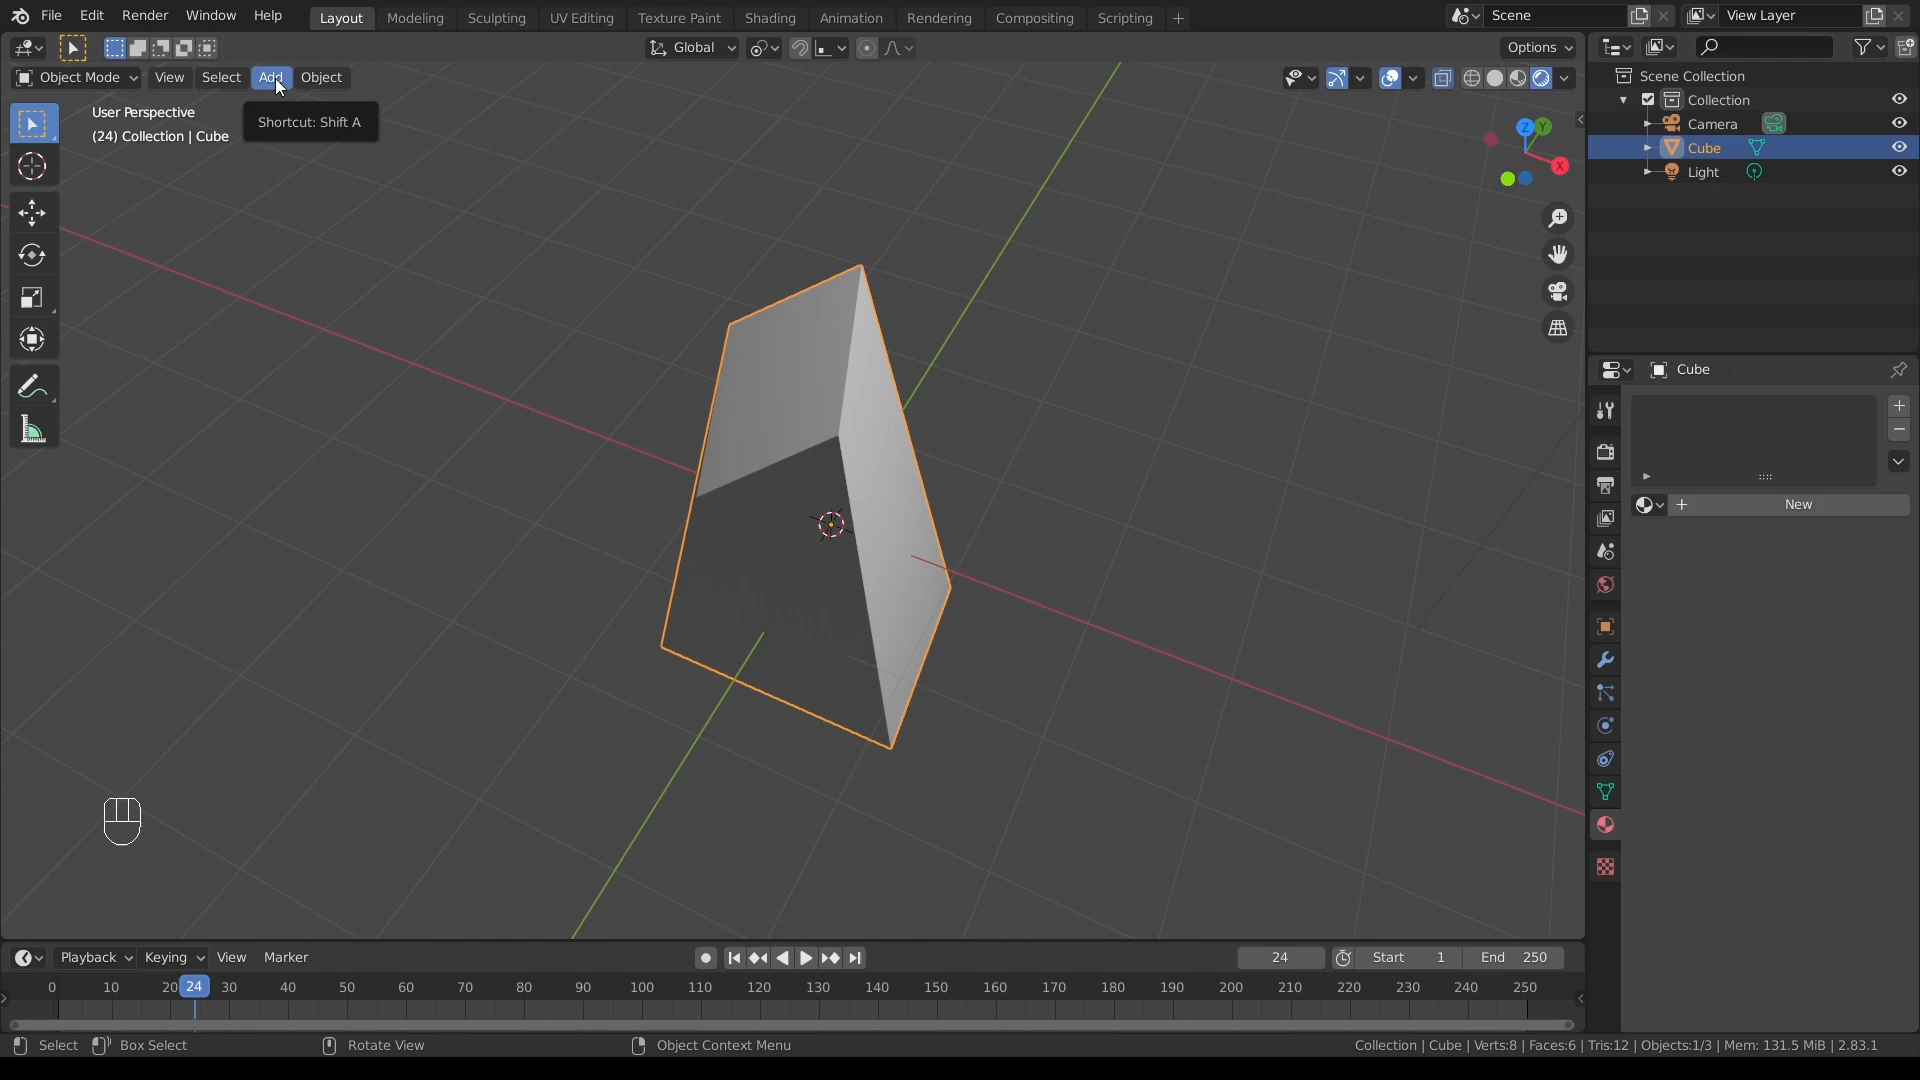 File Edit Render Window Help Layout Modeling Sculpting UV Editing Texture Paint Shading Animation Rendering Compositing Scripting + Scene View Layer
Global Options
Object Mode View Select Add Object
Shortcut: Shift A
User Perspective
(24) Collection | Cube
Z Y X
Scene Collection
Collection
Camera
Cube
Light
Cube
New
Playback Keying View Marker 24 Start 1 End 250
0 10 20 24 30 40 50 60 70 80 90 100 110 120 130 140 150 160 170 180 190 200 210 220 230 240 250
Select Box Select Rotate View Object Context Menu Collection | Cube | Verts:8 | Faces:6 | Tris:12 | Objects:1/3 | Mem: 131.5 MiB | 2.83.1